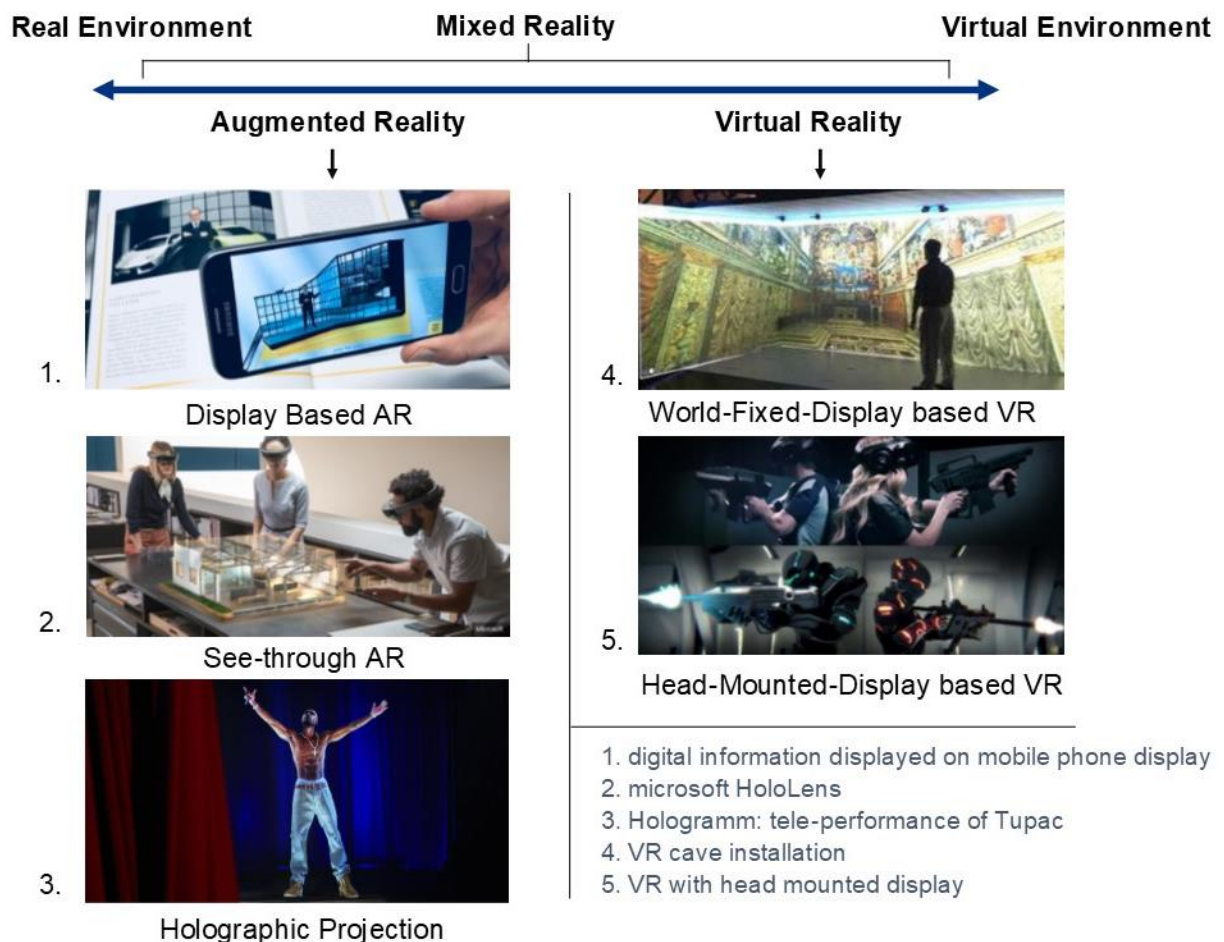 Real Environment
Mixed Reality
Virtual Environment
Augmented Reality
Virtual Reality
SAMSUNG
1.
Display Based AR
2.
See-through AR
3.
Holographic Projection
4.
World-Fixed-Display based VR
5.
Head-Mounted-Display based VR
1. digital information displayed on mobile phone display
2. microsoft HoloLens
3. Hologramm: tele-performance of Tupac
4. VR cave installation
5. VR with head mounted display